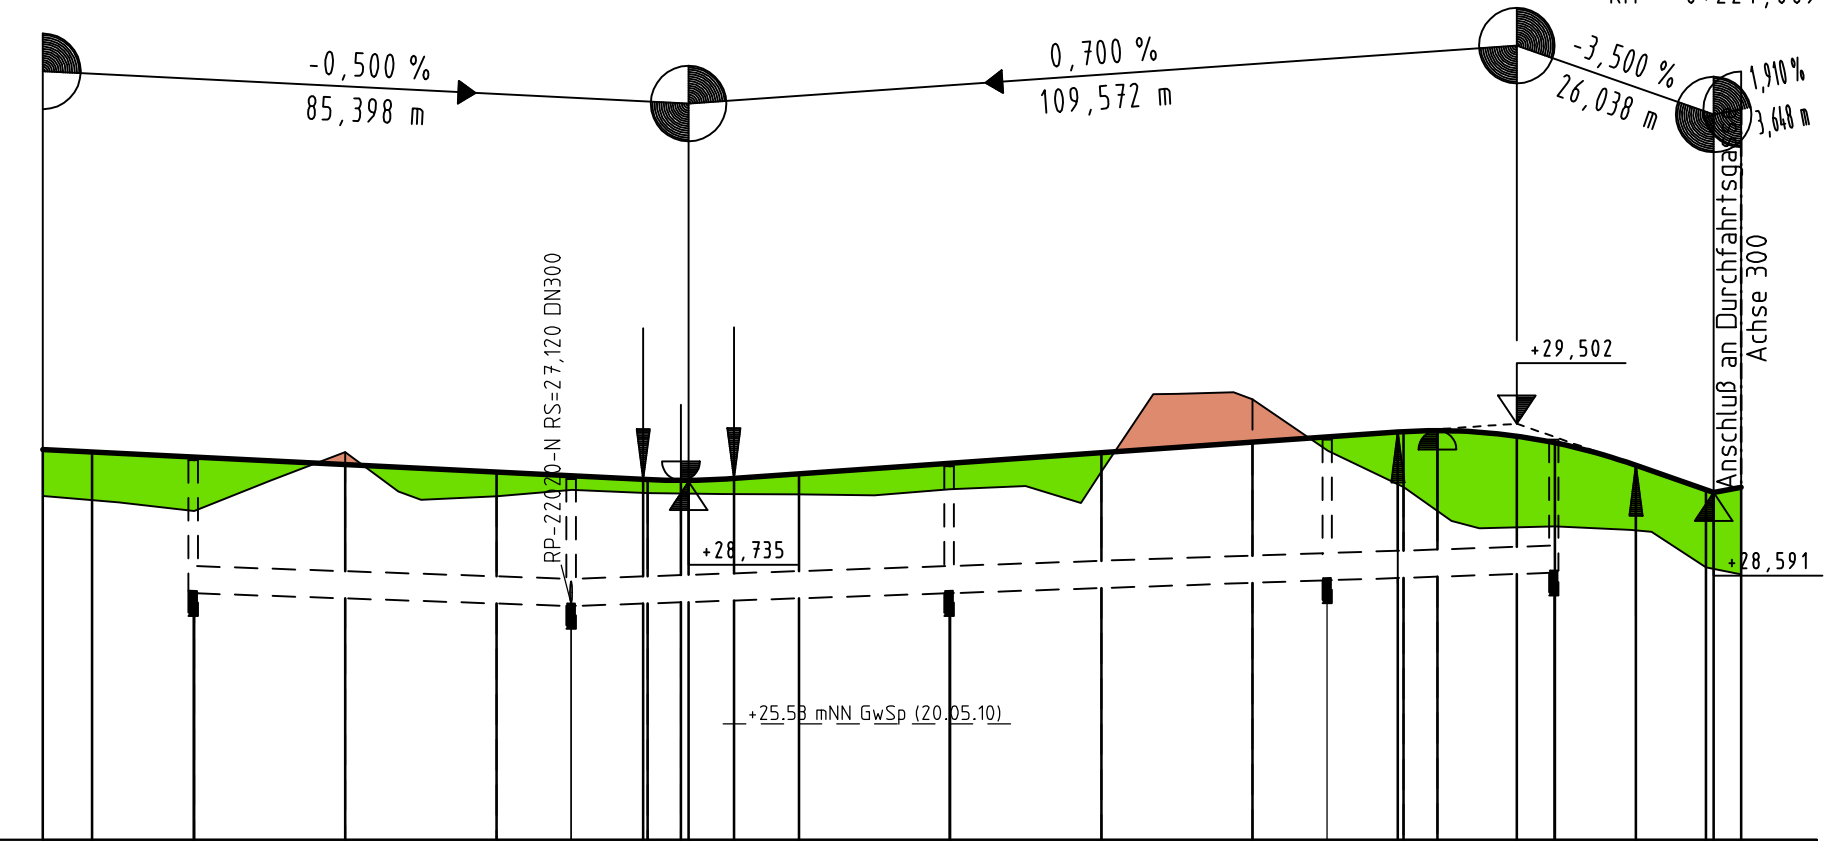 -0,500 %
85,398 m
0,700 %
109,572 m
-3,500 %
26,038 m
1,910 %
3,648 m
RP-22020-N RS=27,120 DN300
Anschluß an Durchfahrtsgasse
Achse 300
+29,502
+28,735
+28,591
+25.53 mNN GwSp (20.05.10)